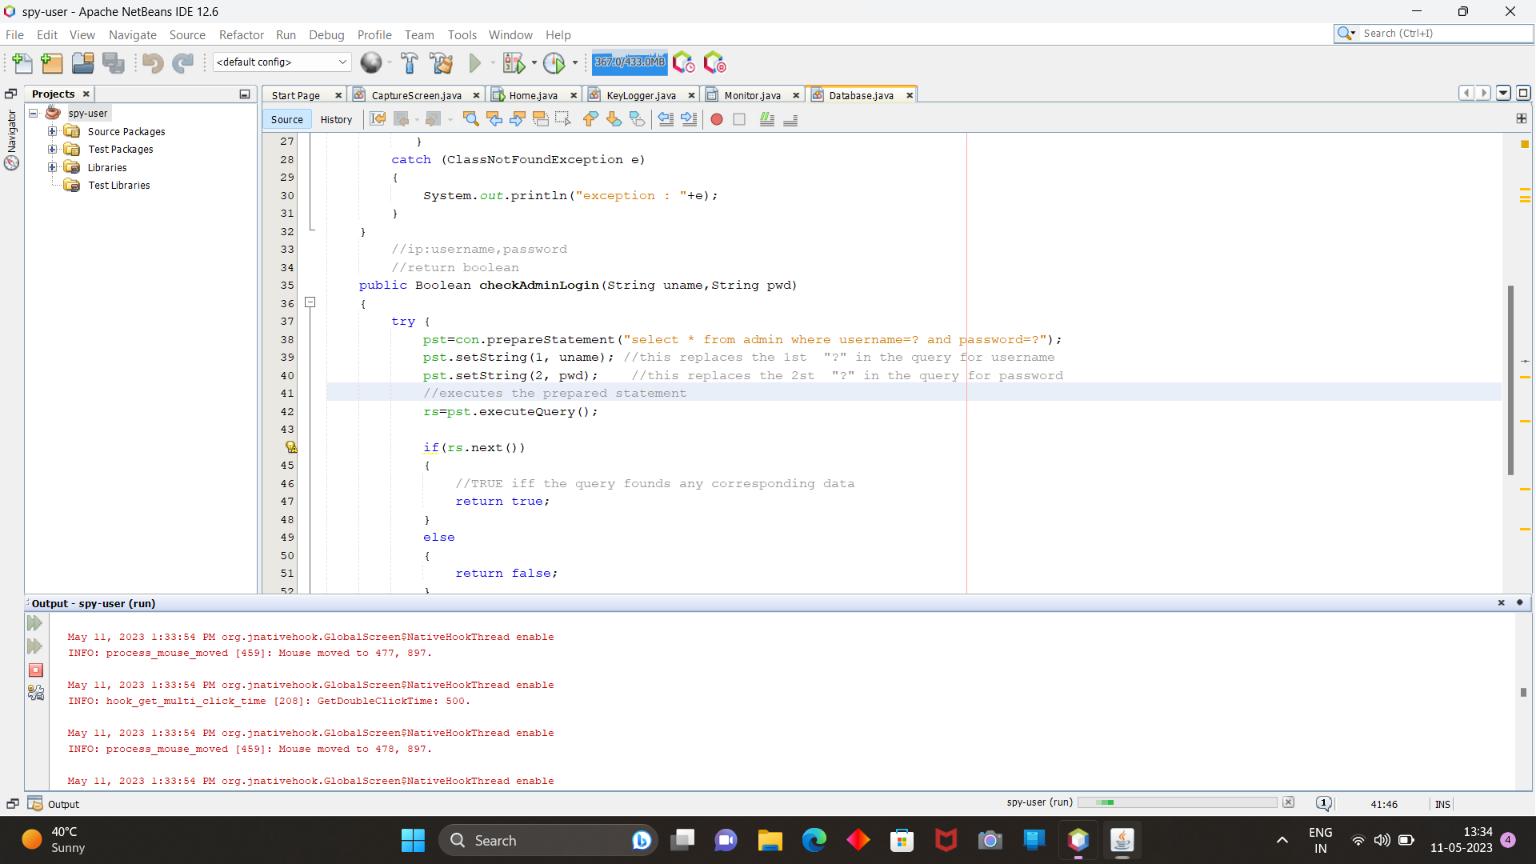 spy-user - Apache NetBeans IDE 12.6
File Edit View Navigate Source Refactor Run Debug Profile Team Tools Window Help
Search (Ctrl+I)
<default config>
367.0/433.0MB
Projects
Start Page CaptureScreen.java Home.java KeyLogger.java Monitor.java Database.java
Navigator
spy-user
Source Packages
Test Packages
Libraries
Test Libraries
Source History
27 }
28 catch (ClassNotFoundException e)
29 {
30 System.out.println("exception : "+e);
31 }
32 }
33 //ip:username,password
34 //return boolean
35 public Boolean checkAdminLogin(String uname,String pwd)
36 {
37 try {
38 pst=con.prepareStatement("select * from admin where username=? and password=?");
39 pst.setString(1, uname); //this replaces the 1st "?" in the query for username
40 pst.setString(2, pwd); //this replaces the 2st "?" in the query for password
41 //executes the prepared statement
42 rs=pst.executeQuery();
43
if(rs.next())
45 {
46 //TRUE iff the query founds any corresponding data
47 return true;
48 }
49 else
50 {
51 return false;
52 }
Output - spy-user (run)
May 11, 2023 1:33:54 PM org.jnativehook.GlobalScreen$NativeHookThread enable
INFO: process_mouse_moved [459]: Mouse moved to 477, 897.
May 11, 2023 1:33:54 PM org.jnativehook.GlobalScreen$NativeHookThread enable
INFO: hook_get_multi_click_time [208]: GetDoubleClickTime: 500.
May 11, 2023 1:33:54 PM org.jnativehook.GlobalScreen$NativeHookThread enable
INFO: process_mouse_moved [459]: Mouse moved to 478, 897.
May 11, 2023 1:33:54 PM org.jnativehook.GlobalScreen$NativeHookThread enable
Output
spy-user (run)
1
41:46
INS
40°C
Sunny
Search
ENG
IN
13:34
11-05-2023
4